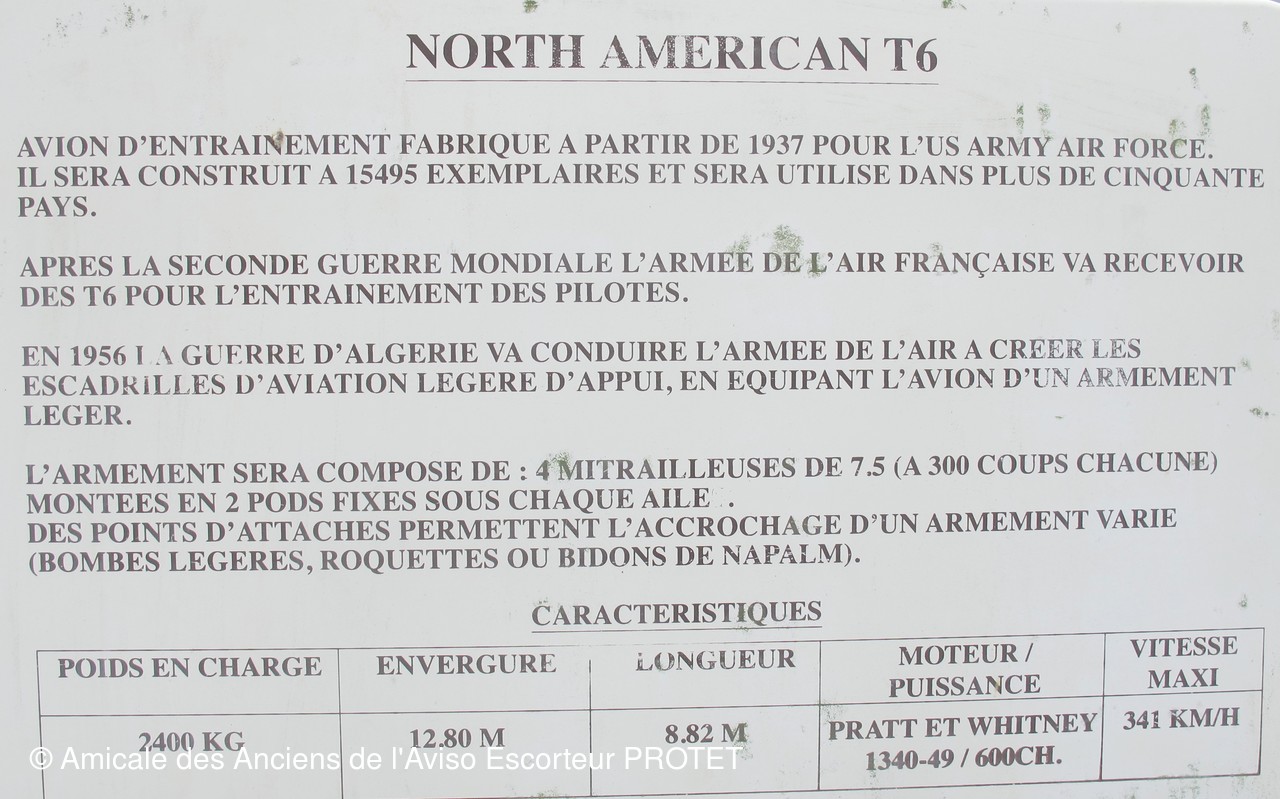 NORTH AMERICAN T6
AVION D'ENTRAINEMENT FABRIQUE A PARTIR DE 1937 POUR L'US ARMY AIR FORCE.
IL SERA CONSTRUIT A 15495 EXEMPLAIRES ET SERA UTILISE DANS PLUS DE CINQUANTE
PAYS.
APRES LA SECONDE GUERRE MONDIALE L'ARMEE DE L'AIR FRANÇAISE VA RECEVOIR
DES T6 POUR L'ENTRAINEMENT DES PILOTES.
EN 1956 LA GUERRE D'ALGERIE VA CONDUIRE L'ARMEE DE L'AIR A CREER LES
ESCADRILLES D'AVIATION LEGERE D'APPUI, EN EQUIPANT L'AVION D'UN ARMEMENT
LEGER.
L'ARMEMENT SERA COMPOSE DE : 4 MITRAILLEUSES DE 7.5 (A 300 COUPS CHACUNE)
MONTEES EN 2 PODS FIXES SOUS CHAQUE AILE .
DES POINTS D'ATTACHES PERMETTENT L'ACCROCHAGE D'UN ARMEMENT VARIE
(BOMBES LEGERES, ROQUETTES OU BIDONS DE NAPALM).
CARACTERISTIQUES
POIDS EN CHARGE ENVERGURE LONGUEUR MOTEUR / PUISSANCE VITESSE MAXI
2400 KG 12.80 M 8.82 M PRATT ET WHITNEY 1340-49 / 600CH. 341 KM/H
© Amicale des Anciens de l'Aviso Escorteur PROTET